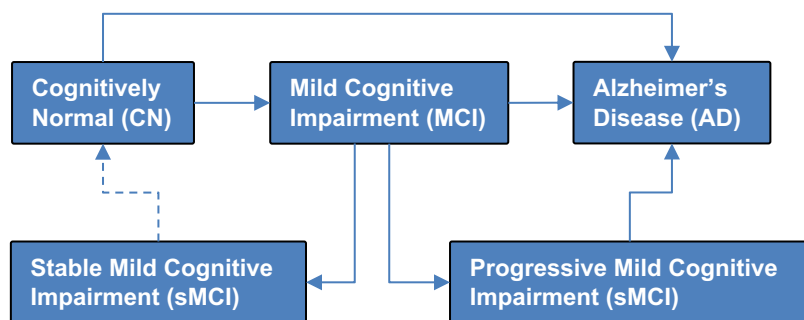 Cognitively
Normal (CN)
Mild Cognitive
Impairment (MCI)
Alzheimer’s
Disease (AD)
Stable Mild Cognitive
Impairment (sMCI)
Progressive Mild Cognitive
Impairment (sMCI)